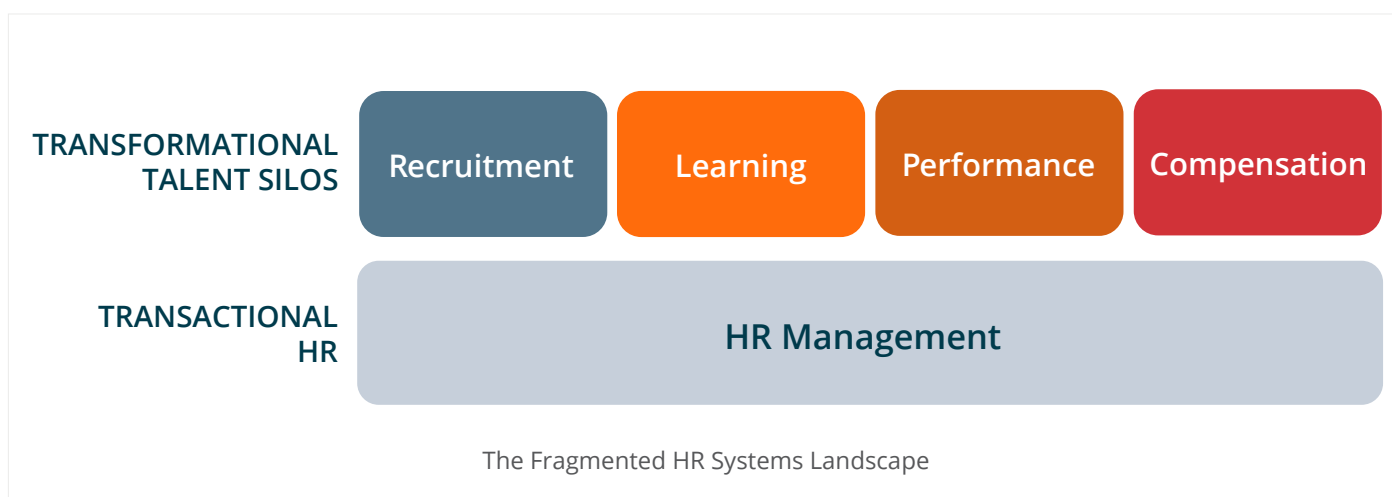 TRANSFORMATIONAL
TALENT SILOS
Recruitment
Learning
Performance
Compensation
TRANSACTIONAL
HR
HR Management
The Fragmented HR Systems Landscape